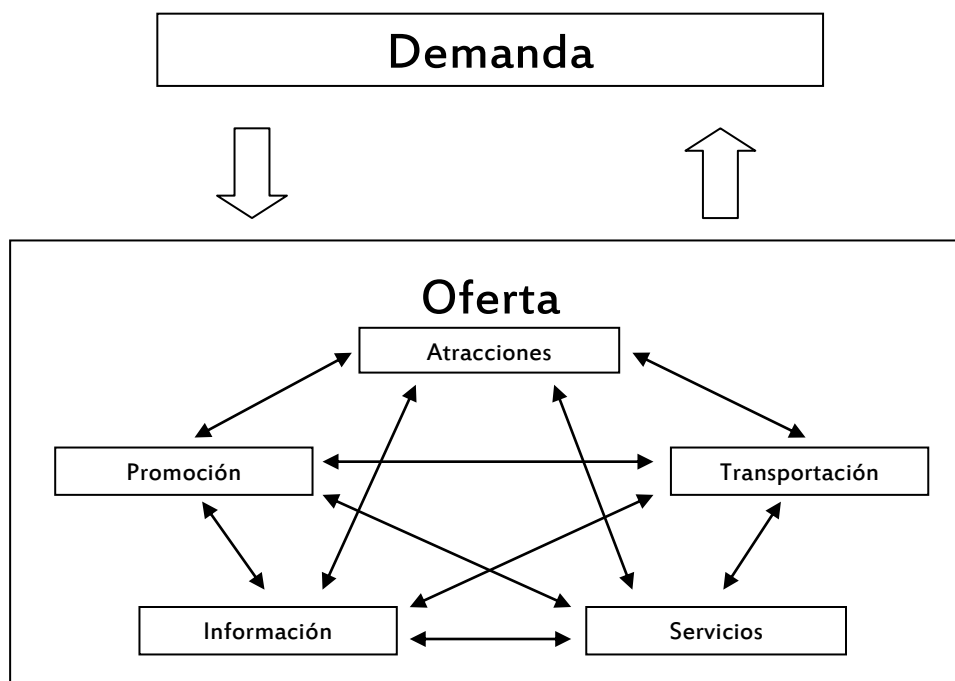 Demanda
Oferta
Atracciones
Promoción
Transportación
Información
Servicios